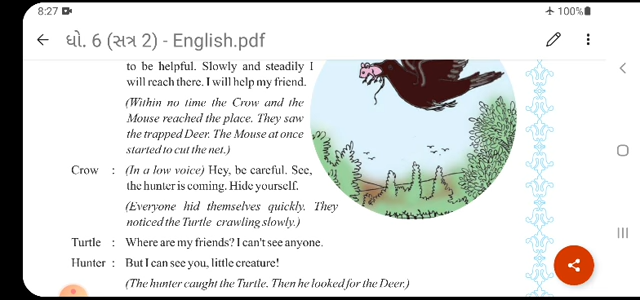 8:27
100%
ધો. 6 (સત્ર 2) - English.pdf
to be helpful. Slowly and steadily I
will reach there. I will help my friend.
(Within no time the Crow and the
Mouse reached the place. They saw
the trapped Deer. The Mouse at once
started to cut the net.)
Crow : (In a low voice) Hey, be careful. See,
the hunter is coming. Hide yourself.
(Everyone hid themselves quickly. They
noticed the Turtle crawling slowly.)
Turtle : Where are my friends? I can't see anyone.
Hunter : But I can see you, little creature!
(The hunter caught the Turtle. Then he looked for the Deer.)